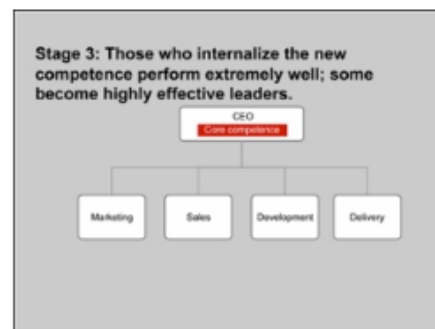 Stage 3: Those who internalize the new
competence perform extremely well; some
become highly effective leaders.
CEO
Core competence
Marketing
Sales
Development
Delivery